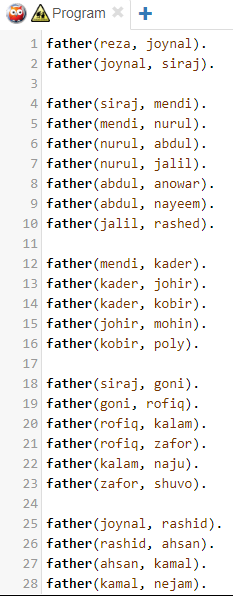 Program
1 father(reza, joynal).
2 father(joynal, siraj).
3
4 father(siraj, mendi).
5 father(mendi, nurul).
6 father(nurul, abdul).
7 father(nurul, jalil).
8 father(abdul, anowar).
9 father(abdul, nayeem).
10 father(jalil, rashed).
11
12 father(mendi, kader).
13 father(kader, johir).
14 father(kader, kobir).
15 father(johir, mohin).
16 father(kobir, poly).
17
18 father(siraj, goni).
19 father(goni, rofiq).
20 father(rofiq, kalam).
21 father(rofiq, zafor).
22 father(kalam, naju).
23 father(zafor, shuvo).
24
25 father(joynal, rashid).
26 father(rashid, ahsan).
27 father(ahsan, kamal).
28 father(kamal, nejam).